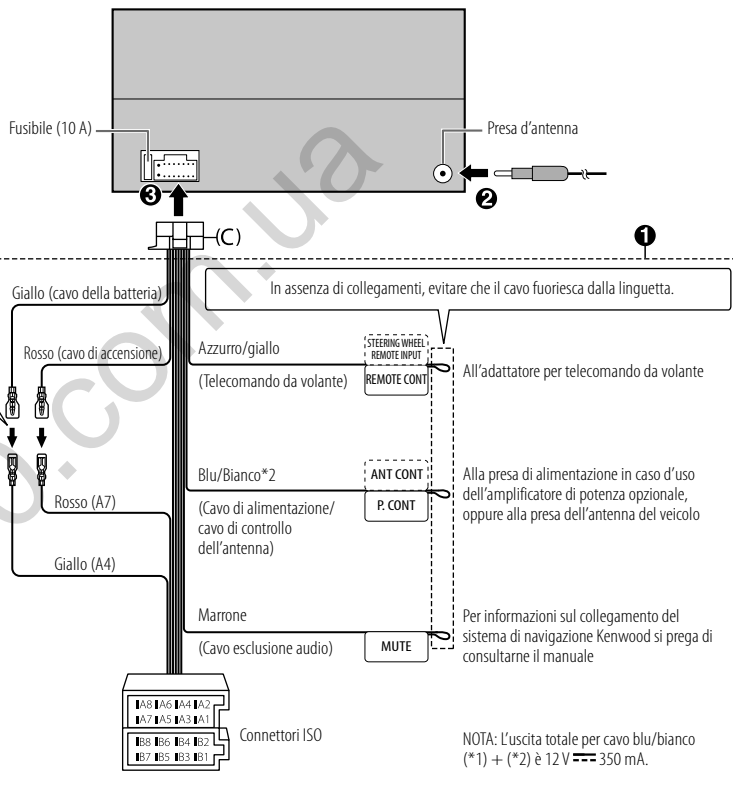 Fusibile (10 A)
Presa d'antenna
❸
❷
(C)
❶
Giallo (cavo della batteria)
In assenza di collegamenti, evitare che il cavo fuoriesca dalla linguetta.
Rosso (cavo di accensione)
Azzurro/giallo
(Telecomando da volante)
STEERING WHEEL
REMOTE INPUT
REMOTE CONT
All'adattatore per telecomando da volante
Blu/Bianco*2
(Cavo di alimentazione/
cavo di controllo
dell'antenna)
ANT CONT
P. CONT
Alla presa di alimentazione in caso d'uso
dell'amplificatore di potenza opzionale,
oppure alla presa dell'antenna del veicolo
Rosso (A7)
Giallo (A4)
Marrone
(Cavo esclusione audio)
MUTE
Per informazioni sul collegamento del
sistema di navigazione Kenwood si prega di
consultarne il manuale
A8 A6 A4 A2
A7 A5 A3 A1
B8 B6 B4 B2
B7 B5 B3 B1
Connettori ISO
NOTA: L'uscita totale per cavo blu/bianco
(*1) + (*2) è 12 V ⎓ 350 mA.
o.com.ua